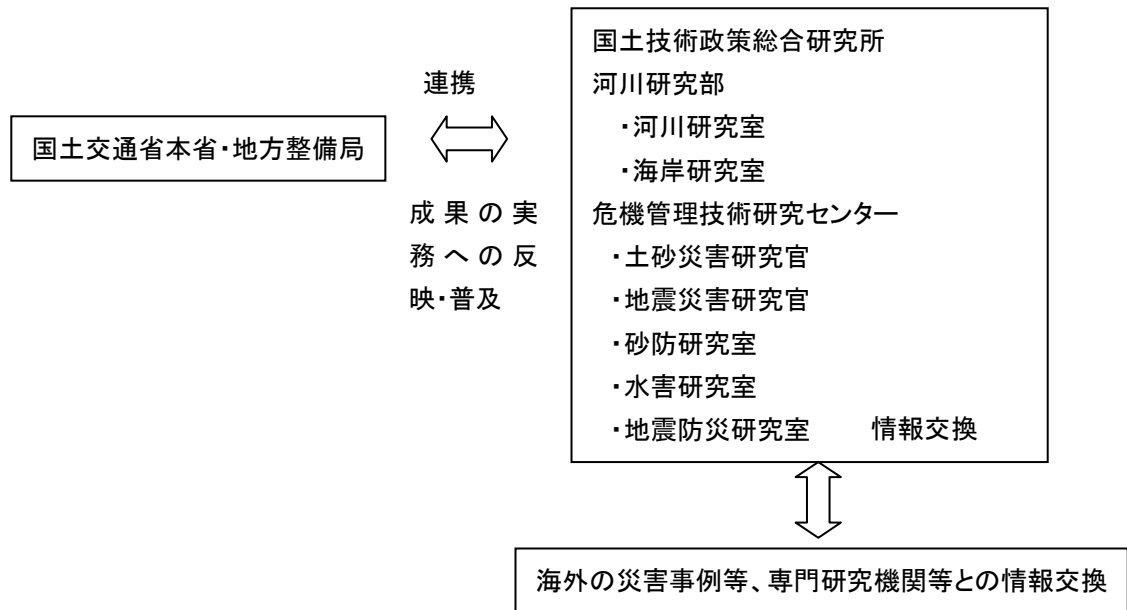 国土交通省本省・地方整備局
連携
成果の実
務への反
映・普及
国土技術政策総合研究所
河川研究部
・河川研究室
・海岸研究室
危機管理技術研究センター
・土砂災害研究官
・地震災害研究官
・砂防研究室
・水害研究室
・地震防災研究室　情報交換
海外の災害事例等、専門研究機関等との情報交換